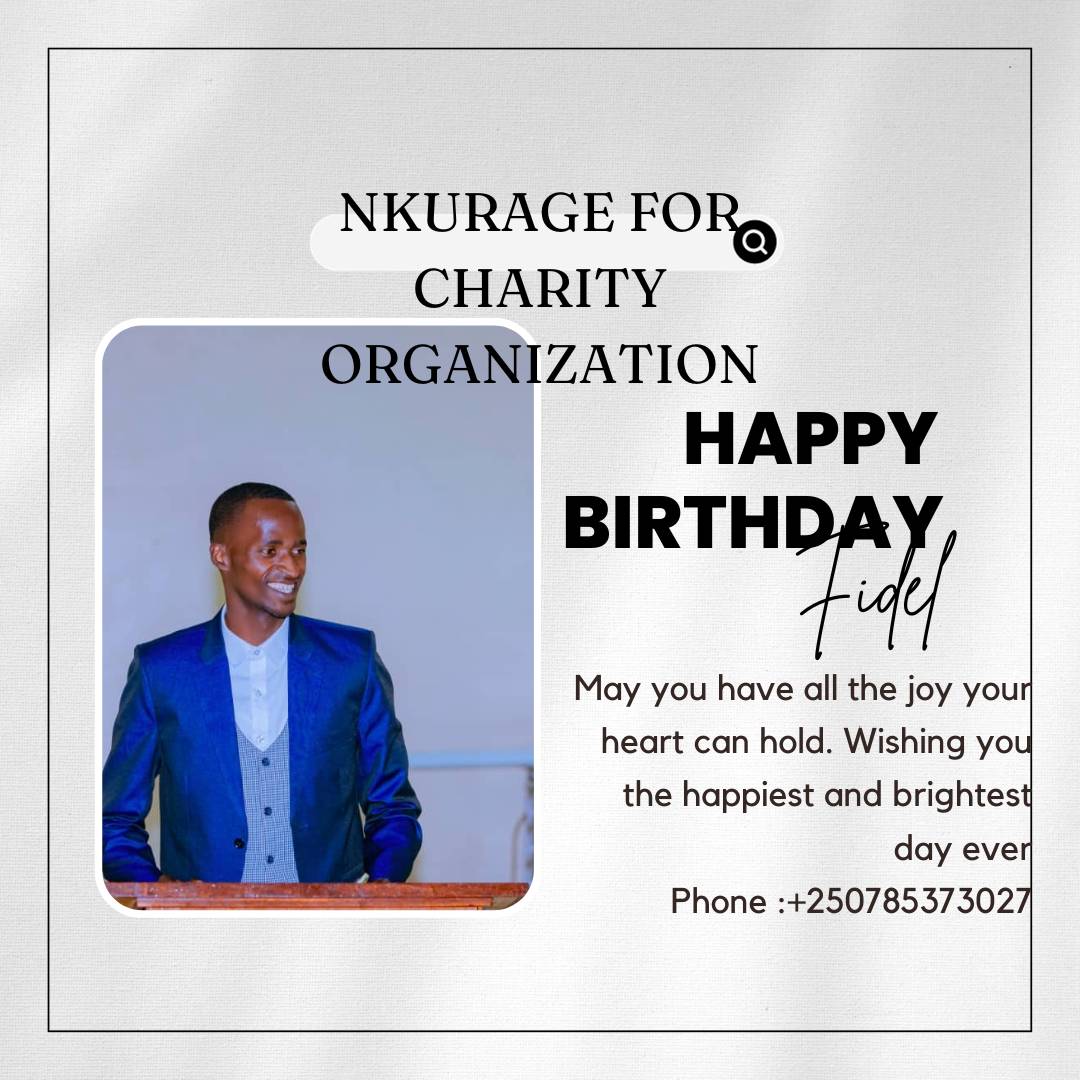 NKURAGE FOR
CHARITY
ORGANIZATION
HAPPY
BIRTHDAY
Fidel
May you have all the joy your
heart can hold. Wishing you
the happiest and brightest
day ever
Phone :+250785373027